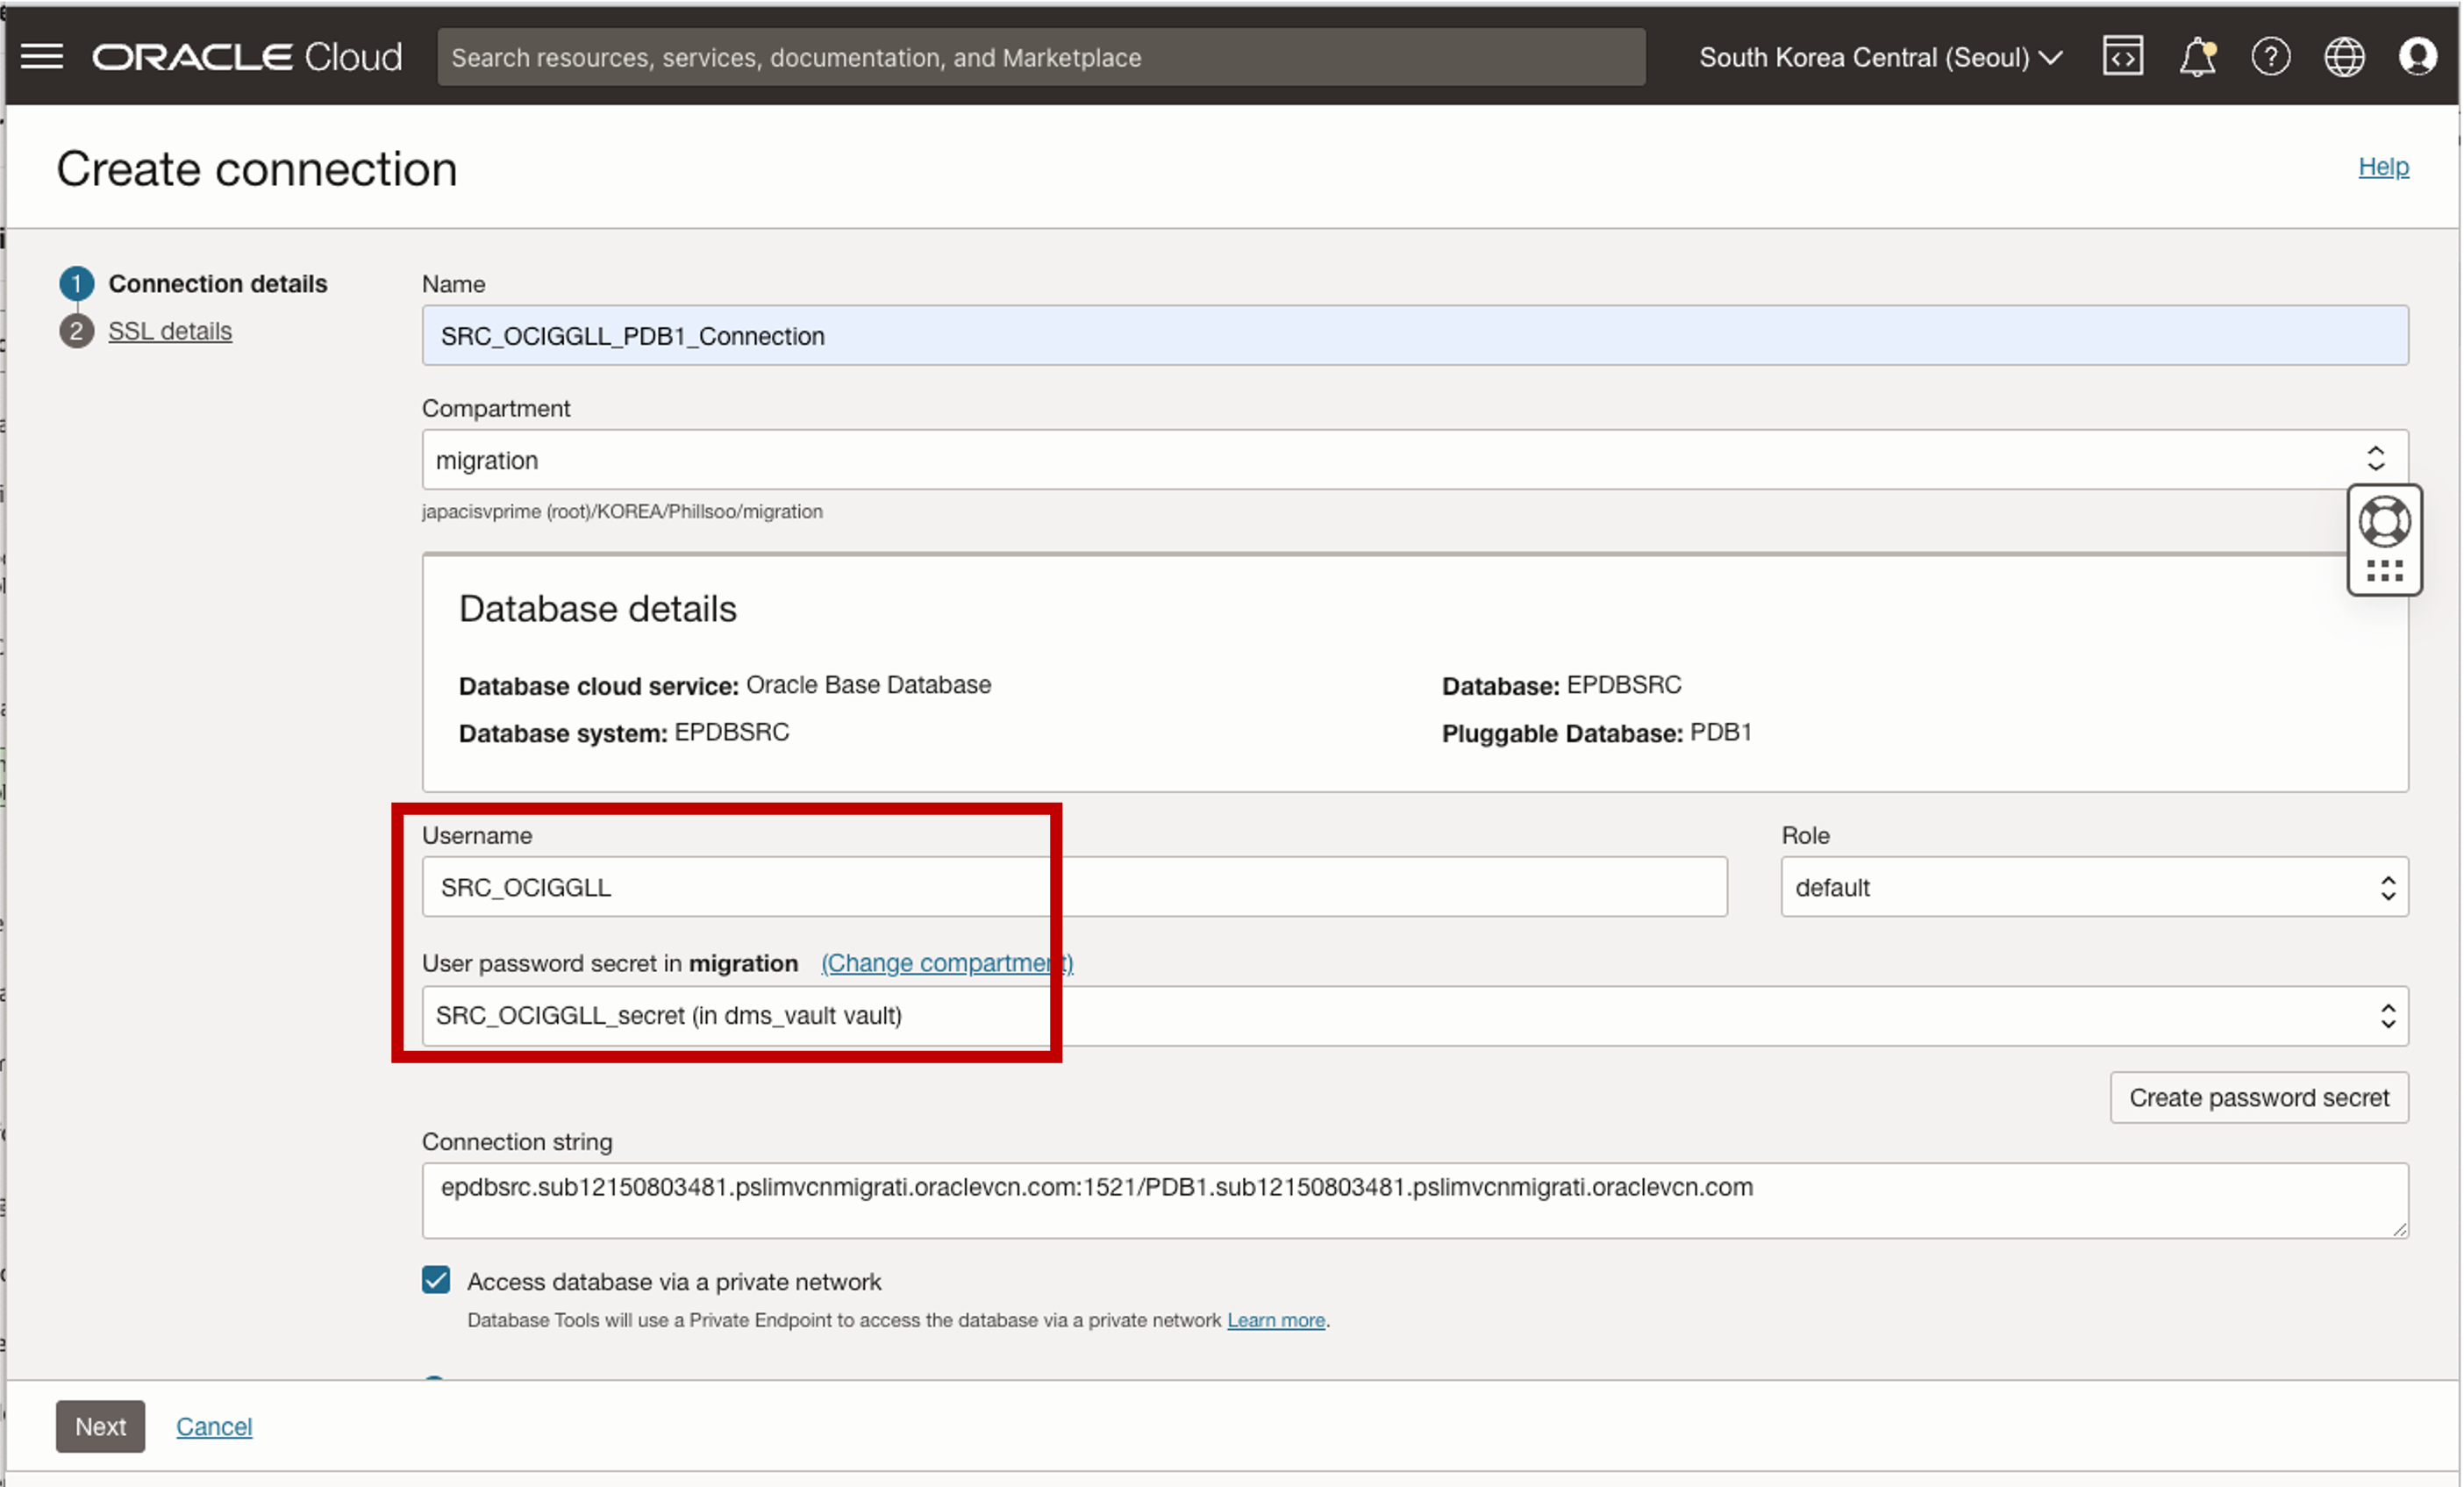 ORACLE Cloud
Search resources, services, documentation, and Marketplace
South Korea Central (Seoul)
Create connection
Help
1 Connection details
2 SSL details
Name
SRC_OCIGGLL_PDB1_Connection
Compartment
migration
japacisvprime (root)/KOREA/Phillsoo/migration
Database details
Database cloud service: Oracle Base Database
Database: EPDBSRC
Database system: EPDBSRC
Pluggable Database: PDB1
Username
Role
SRC_OCIGGLL
default
User password secret in migration (Change compartment)
SRC_OCIGGLL_secret (in dms_vault vault)
Create password secret
Connection string
epdbsrc.sub12150803481.pslimvcnmigrati.oraclevcn.com:1521/PDB1.sub12150803481.pslimvcnmigrati.oraclevcn.com
Access database via a private network
Database Tools will use a Private Endpoint to access the database via a private network Learn more.
Next
Cancel